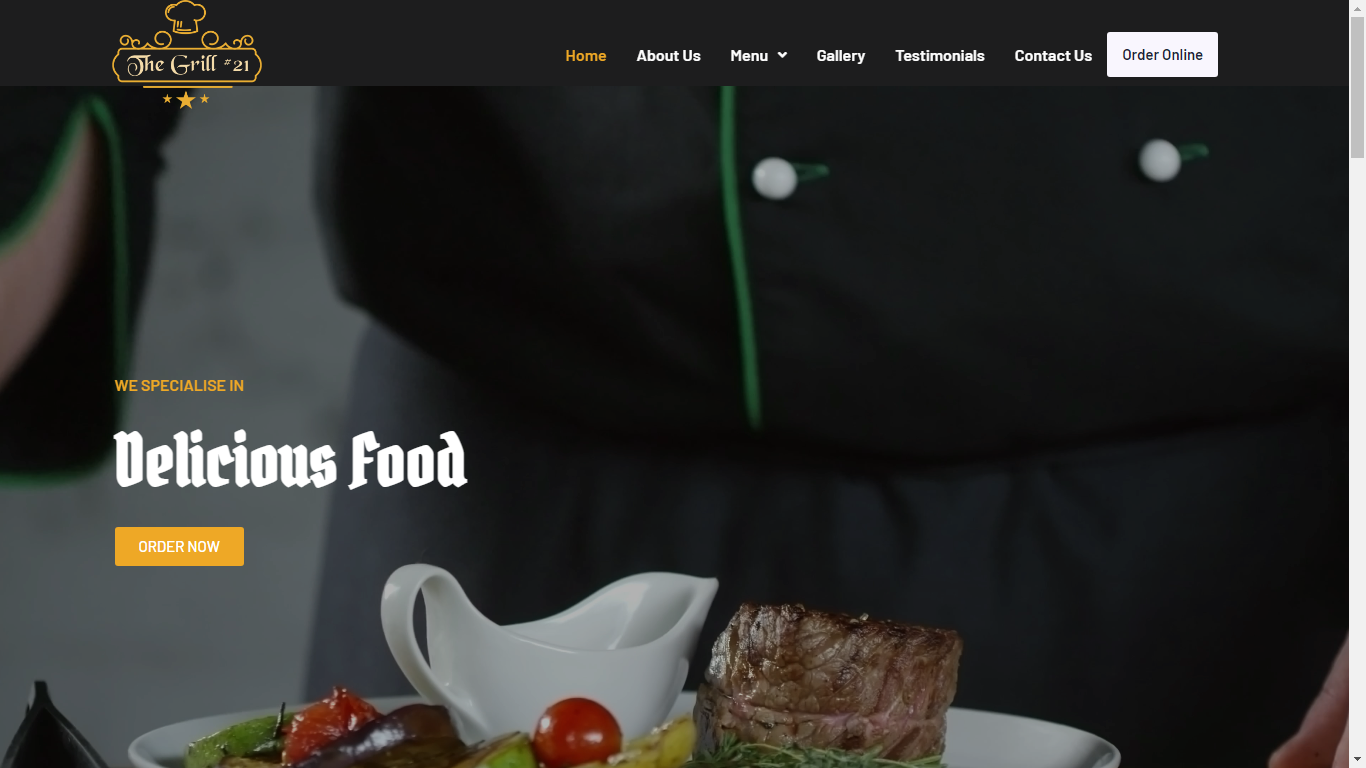 The Grill #21
Home About Us Menu Gallery Testimonials Contact Us Order Online
WE SPECIALISE IN
Delicious Food
ORDER NOW